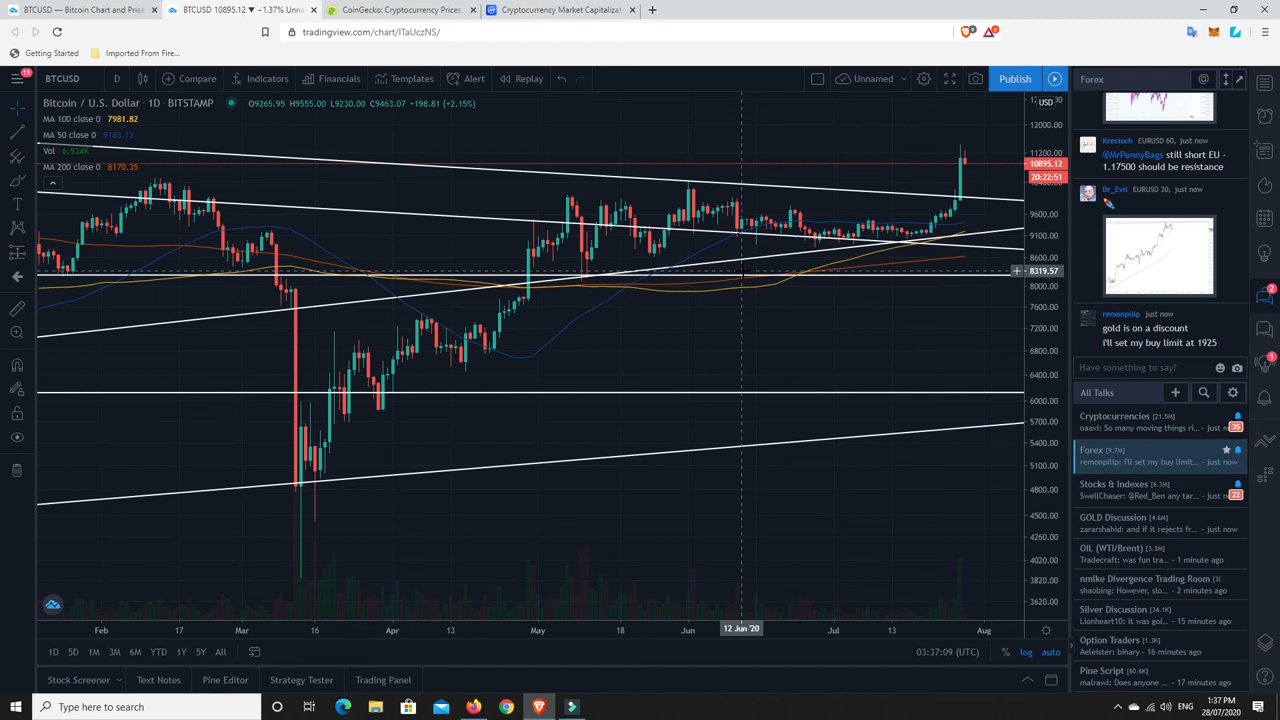 BTCUSD — Bitcoin Chart and Price
BTCUSD 10895.12 ▼ −1.37% Unna
CoinGecko: Cryptocurrency Prices
Cryptocurrency Market Capitaliza
tradingview.com/chart/ITaUczNS/
Getting Started
Imported From Fire...
11
BTCUSD
D
Compare
Indicators
Financials
Templates
Alert
Replay
Unnamed
Publish
Forex
Bitcoin / U.S. Dollar · 1D · BITSTAMP
O9265.95 H9555.00 L9230.00 C9463.07 +198.81 (+2.15%)
MA 100 close 0 7981.82
MA 50 close 0 9183.12
Vol 6.934K
MA 200 close 0 8170.35
USD
12000.00
11200.00
10895.12
20:22:51
9600.00
9100.00
8600.00
8319.57
8000.00
7600.00
7200.00
6800.00
6400.00
6000.00
5700.00
5400.00
5100.00
4800.00
4500.00
4260.00
4020.00
3820.00
3620.00
Feb
17
Mar
16
Apr
13
May
18
Jun
12 Jun '20
Jul
13
Aug
1D
5D
1M
3M
6M
YTD
1Y
5Y
All
03:37:09 (UTC)
%
log
auto
Stock Screener
Text Notes
Pine Editor
Strategy Tester
Trading Panel
Krecioch EURUSD 60, just now
@MrPennyBags still short EU -
1.17500 should be resistance
Dr_Evil EURUSD 30, just now
remonpilip just now
gold is on a discount
i'll set my buy limit at 1925
Have something to say?
All Talks
Cryptocurrencies [21.5M]
oaavi: So many moving things ri... - just now
35
Forex [9.7M]
remonpilip: i'll set my buy limit... - just now
Stocks & Indexes [6.3M]
SwellChaser: @Red_Ben any tar... - just now
22
GOLD Discussion [4.6M]
zararshahid: and if it rejects fr... - just now
OIL (WTI/Brent) [3.3M]
Tradecraft: was fun tra... - 1 minute ago
nmike Divergence Trading Room
shaobing: However, slo... - 2 minutes ago
Silver Discussion [34.1K]
Lionheart10: it was goi... - 15 minutes ago
Option Traders [1.3K]
Aeleister: binary - 16 minutes ago
Pine Script [60.6K]
malrawi: Does anyone ... - 17 minutes ago
2
1
Type here to search
ENG
1:37 PM
28/07/2020